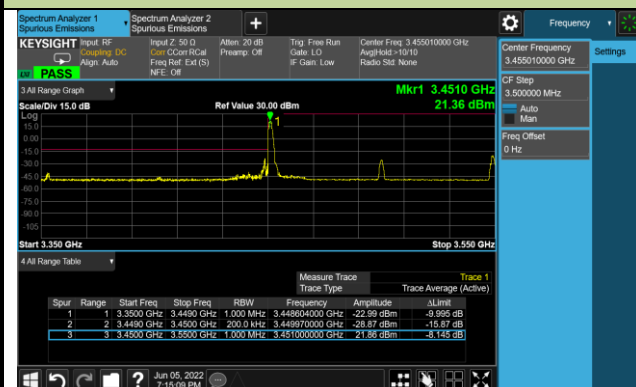 Spectrum Analyzer 1
Spurious Emissions
Spectrum Analyzer 2
Spurious Emissions
+
Frequency
KEYSIGHT
Input: RF
Coupling: DC
Align: Auto
Input Z: 50 Ω
Corr CCorr RCal
Freq Ref: Ext (S)
NFE: Off
Atten: 20 dB
Preamp: Off
Trig: Free Run
Gate: LO
IF Gain: Low
Center Freq: 3.455010000 GHz
Avg|Hold:>10/10
Radio Std: None
PASS
Center Frequency
3.455010000 GHz
Settings
CF Step
3.500000 MHz
Auto
Man
Freq Offset
0 Hz
3 All Range Graph
Mkr1 3.4510 GHz
21.36 dBm
Scale/Div 15.0 dB
Ref Value 30.00 dBm
Log
15.0
0.00
-15.0
-30.0
-45.0
-60.0
-75.0
-90.0
-105
1
Start 3.350 GHz
Stop 3.550 GHz
4 All Range Table
Measure Trace Trace 1
Trace Type Trace Average (Active)
Spur Range Start Freq Stop Freq RBW Frequency Amplitude ΔLimit
1 1 3.3500 GHz 3.4490 GHz 1.000 MHz 3.448604000 GHz -22.99 dBm -9.995 dB
2 2 3.4490 GHz 3.4500 GHz 200.0 kHz 3.449970000 GHz -28.87 dBm -15.87 dB
3 3 3.4500 GHz 3.5500 GHz 1.000 MHz 3.451000000 GHz 21.86 dBm -8.145 dB
?
Jun 05, 2022
7:15:09 PM